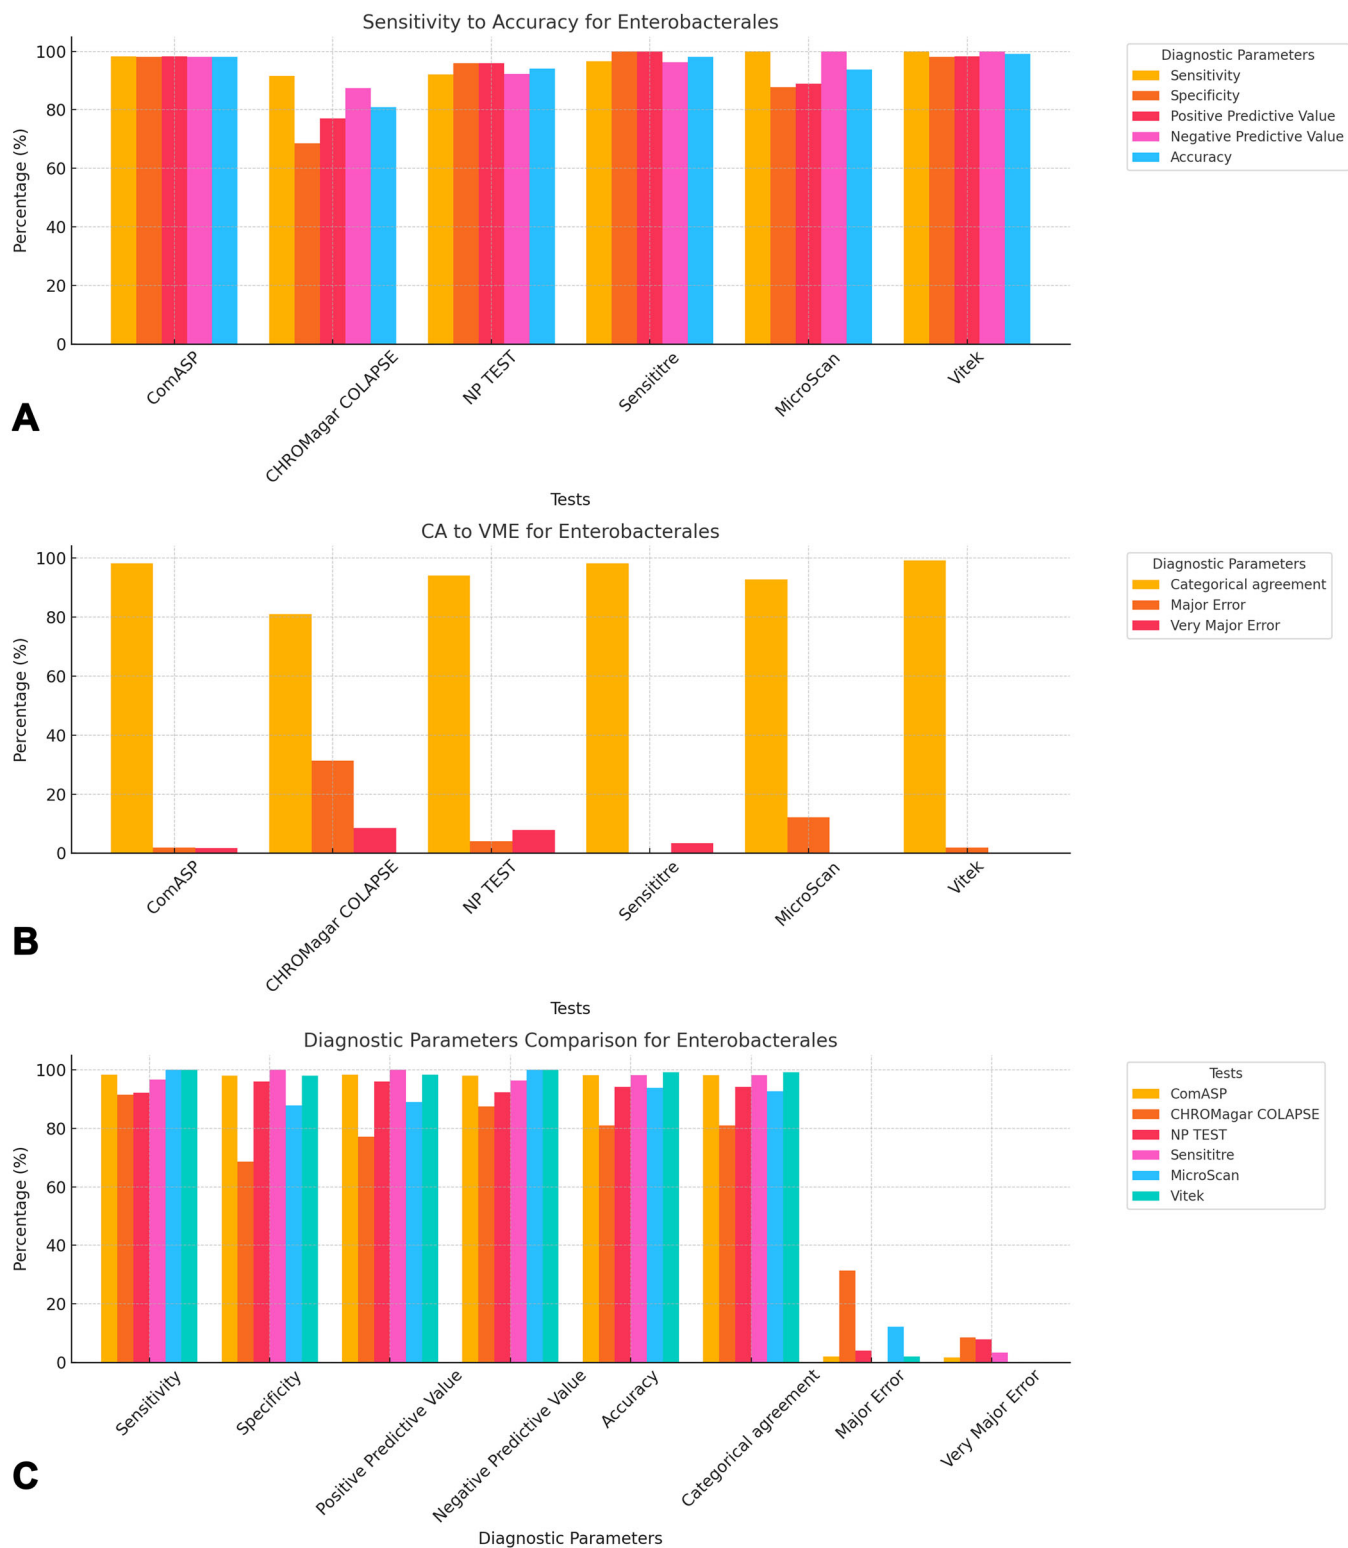 Sensitivity to Accuracy for Enterobacterales
Percentage (%)
100
80
60
40
20
0
ComASP
CHROMagar COLAPSE
NP TEST
Sensititre
MicroScan
Vitek
Tests
Diagnostic Parameters
Sensitivity
Specificity
Positive Predictive Value
Negative Predictive Value
Accuracy
A
CA to VME for Enterobacterales
Percentage (%)
100
80
60
40
20
0
ComASP
CHROMagar COLAPSE
NP TEST
Sensititre
MicroScan
Vitek
Tests
Diagnostic Parameters
Categorical agreement
Major Error
Very Major Error
B
Diagnostic Parameters Comparison for Enterobacterales
Percentage (%)
100
80
60
40
20
0
Sensitivity
Specificity
Positive Predictive Value
Negative Predictive Value
Accuracy
Categorical agreement
Major Error
Very Major Error
Diagnostic Parameters
Tests
ComASP
CHROMagar COLAPSE
NP TEST
Sensititre
MicroScan
Vitek
C